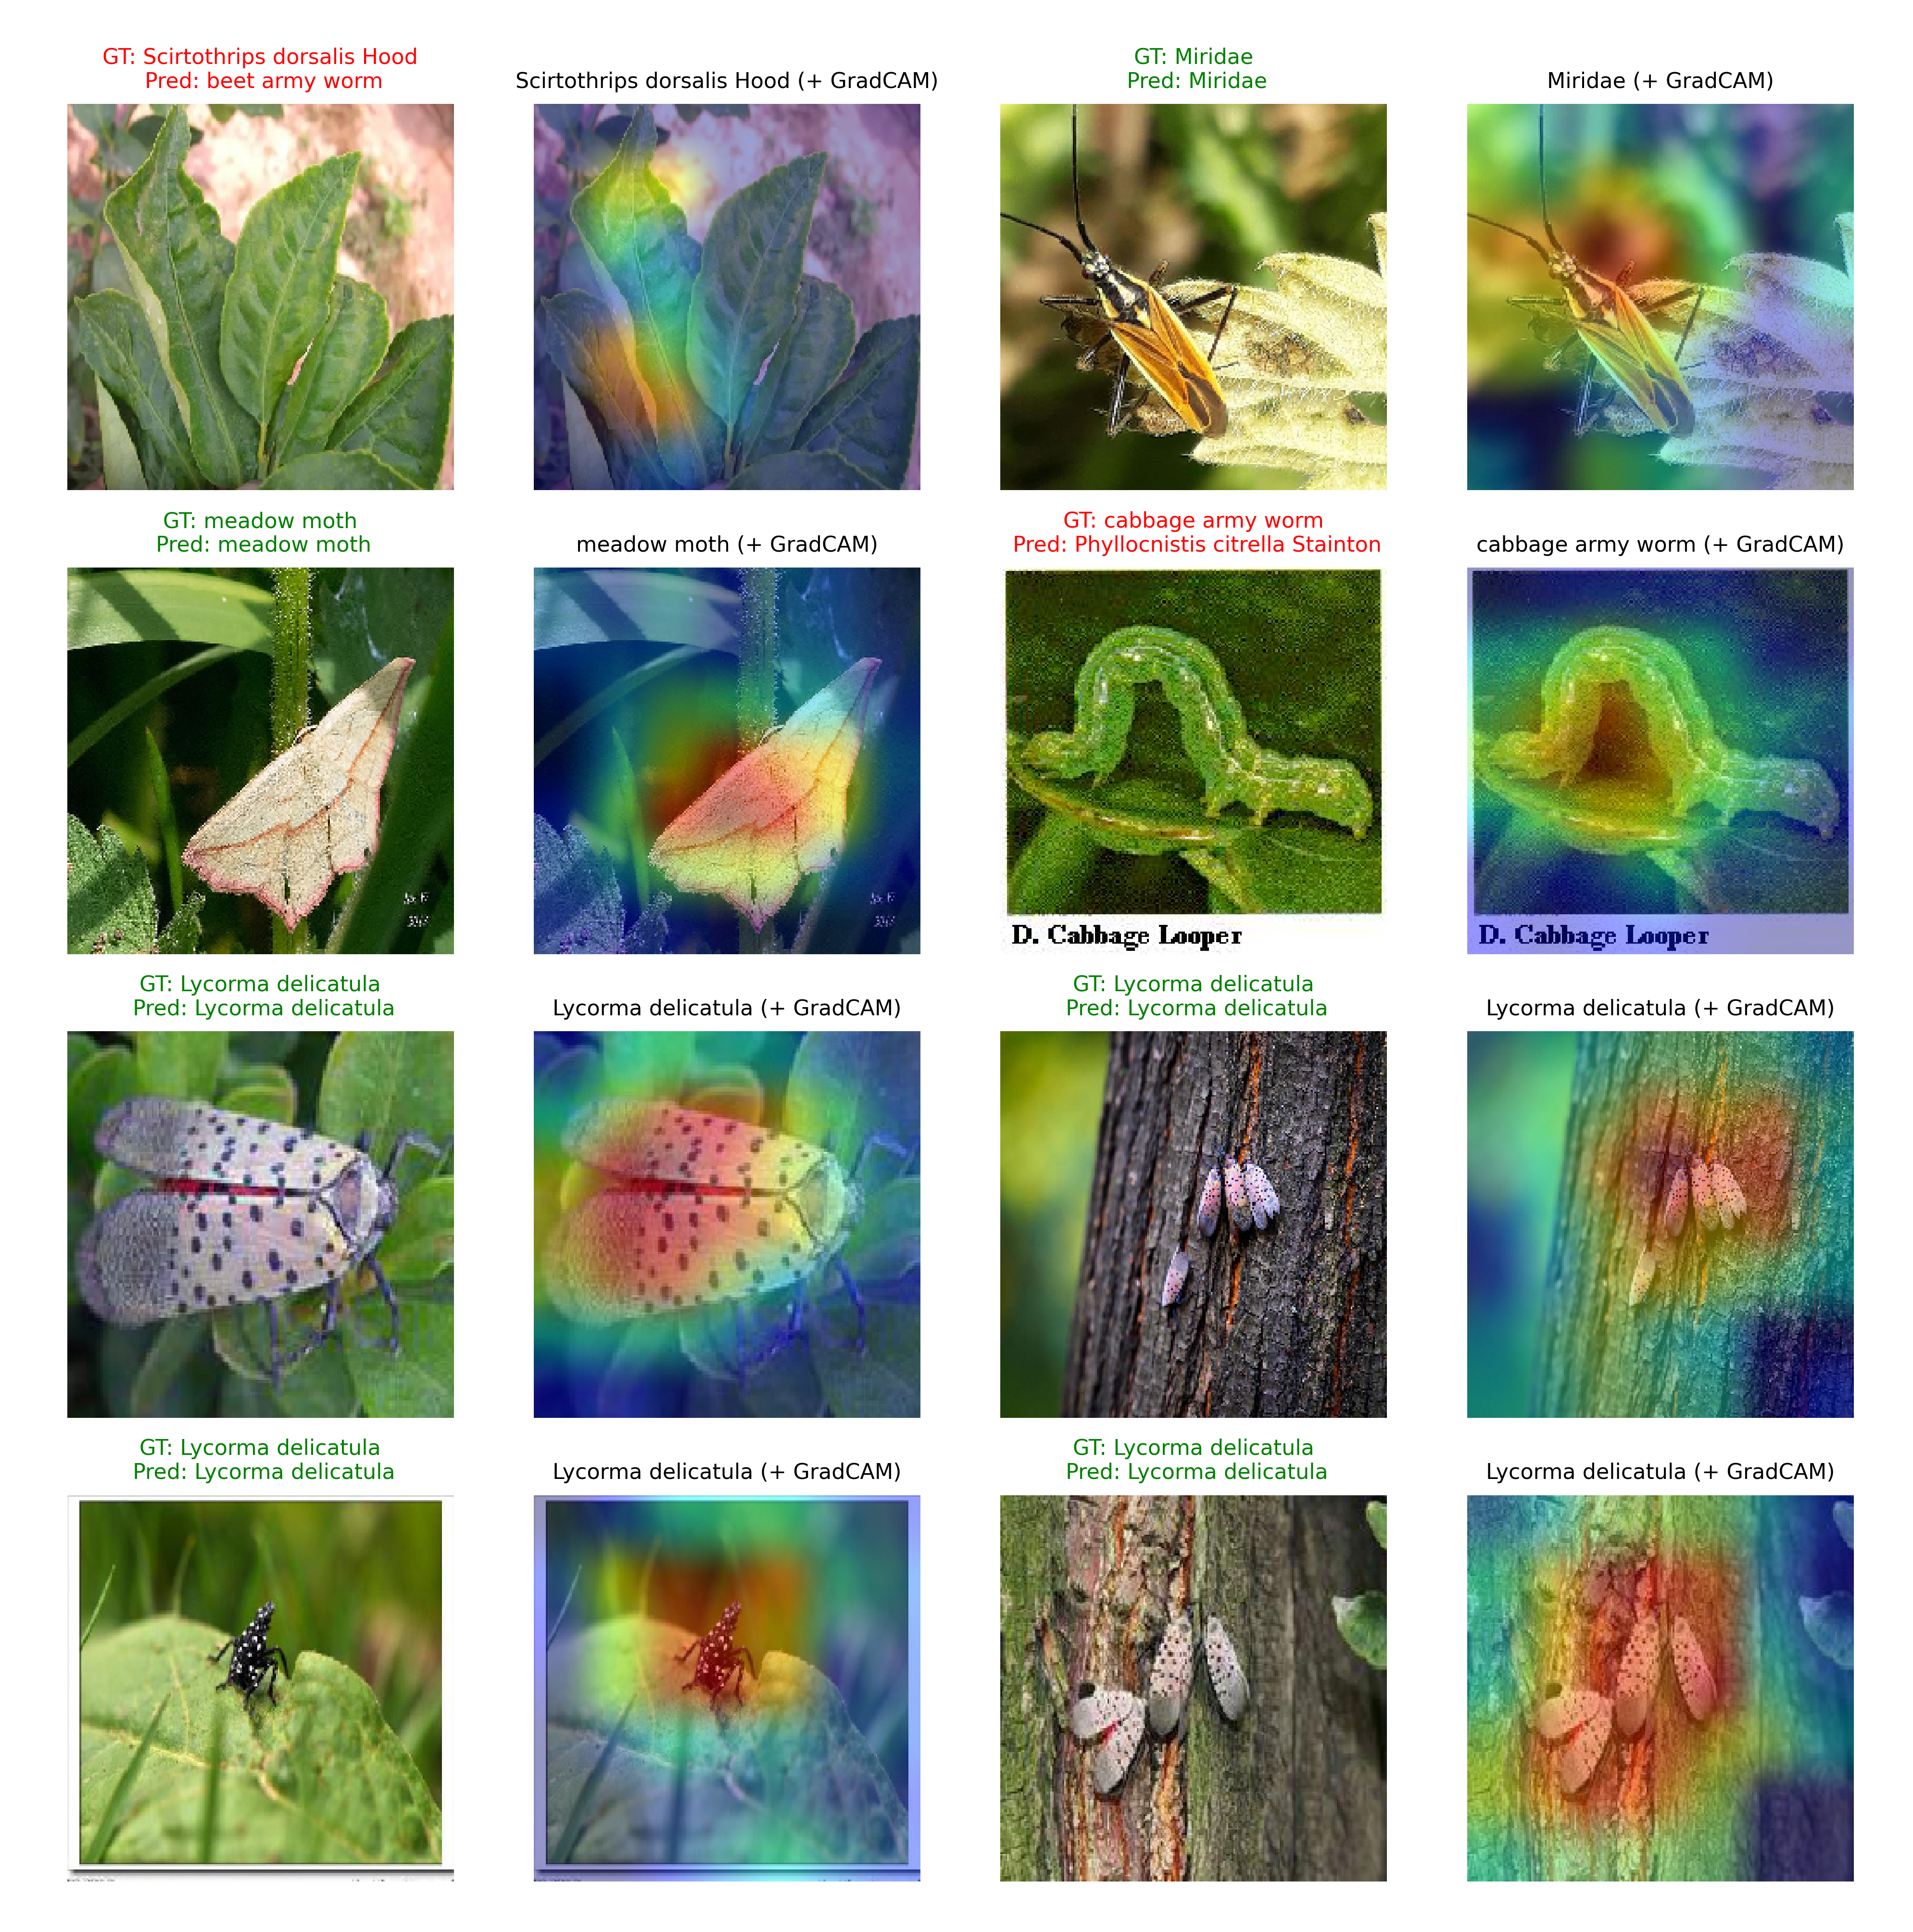 GT: Scirtothrips dorsalis Hood
Pred: beet army worm
Scirtothrips dorsalis Hood (+ GradCAM)
GT: Miridae
Pred: Miridae
Miridae (+ GradCAM)
GT: meadow moth
Pred: meadow moth
meadow moth (+ GradCAM)
GT: cabbage army worm
Pred: Phyllocnistis citrella Stainton
cabbage army worm (+ GradCAM)
D. Cabbage Looper
D. Cabbage Looper
GT: Lycorma delicatula
Pred: Lycorma delicatula
Lycorma delicatula (+ GradCAM)
GT: Lycorma delicatula
Pred: Lycorma delicatula
Lycorma delicatula (+ GradCAM)
GT: Lycorma delicatula
Pred: Lycorma delicatula
Lycorma delicatula (+ GradCAM)
GT: Lycorma delicatula
Pred: Lycorma delicatula
Lycorma delicatula (+ GradCAM)